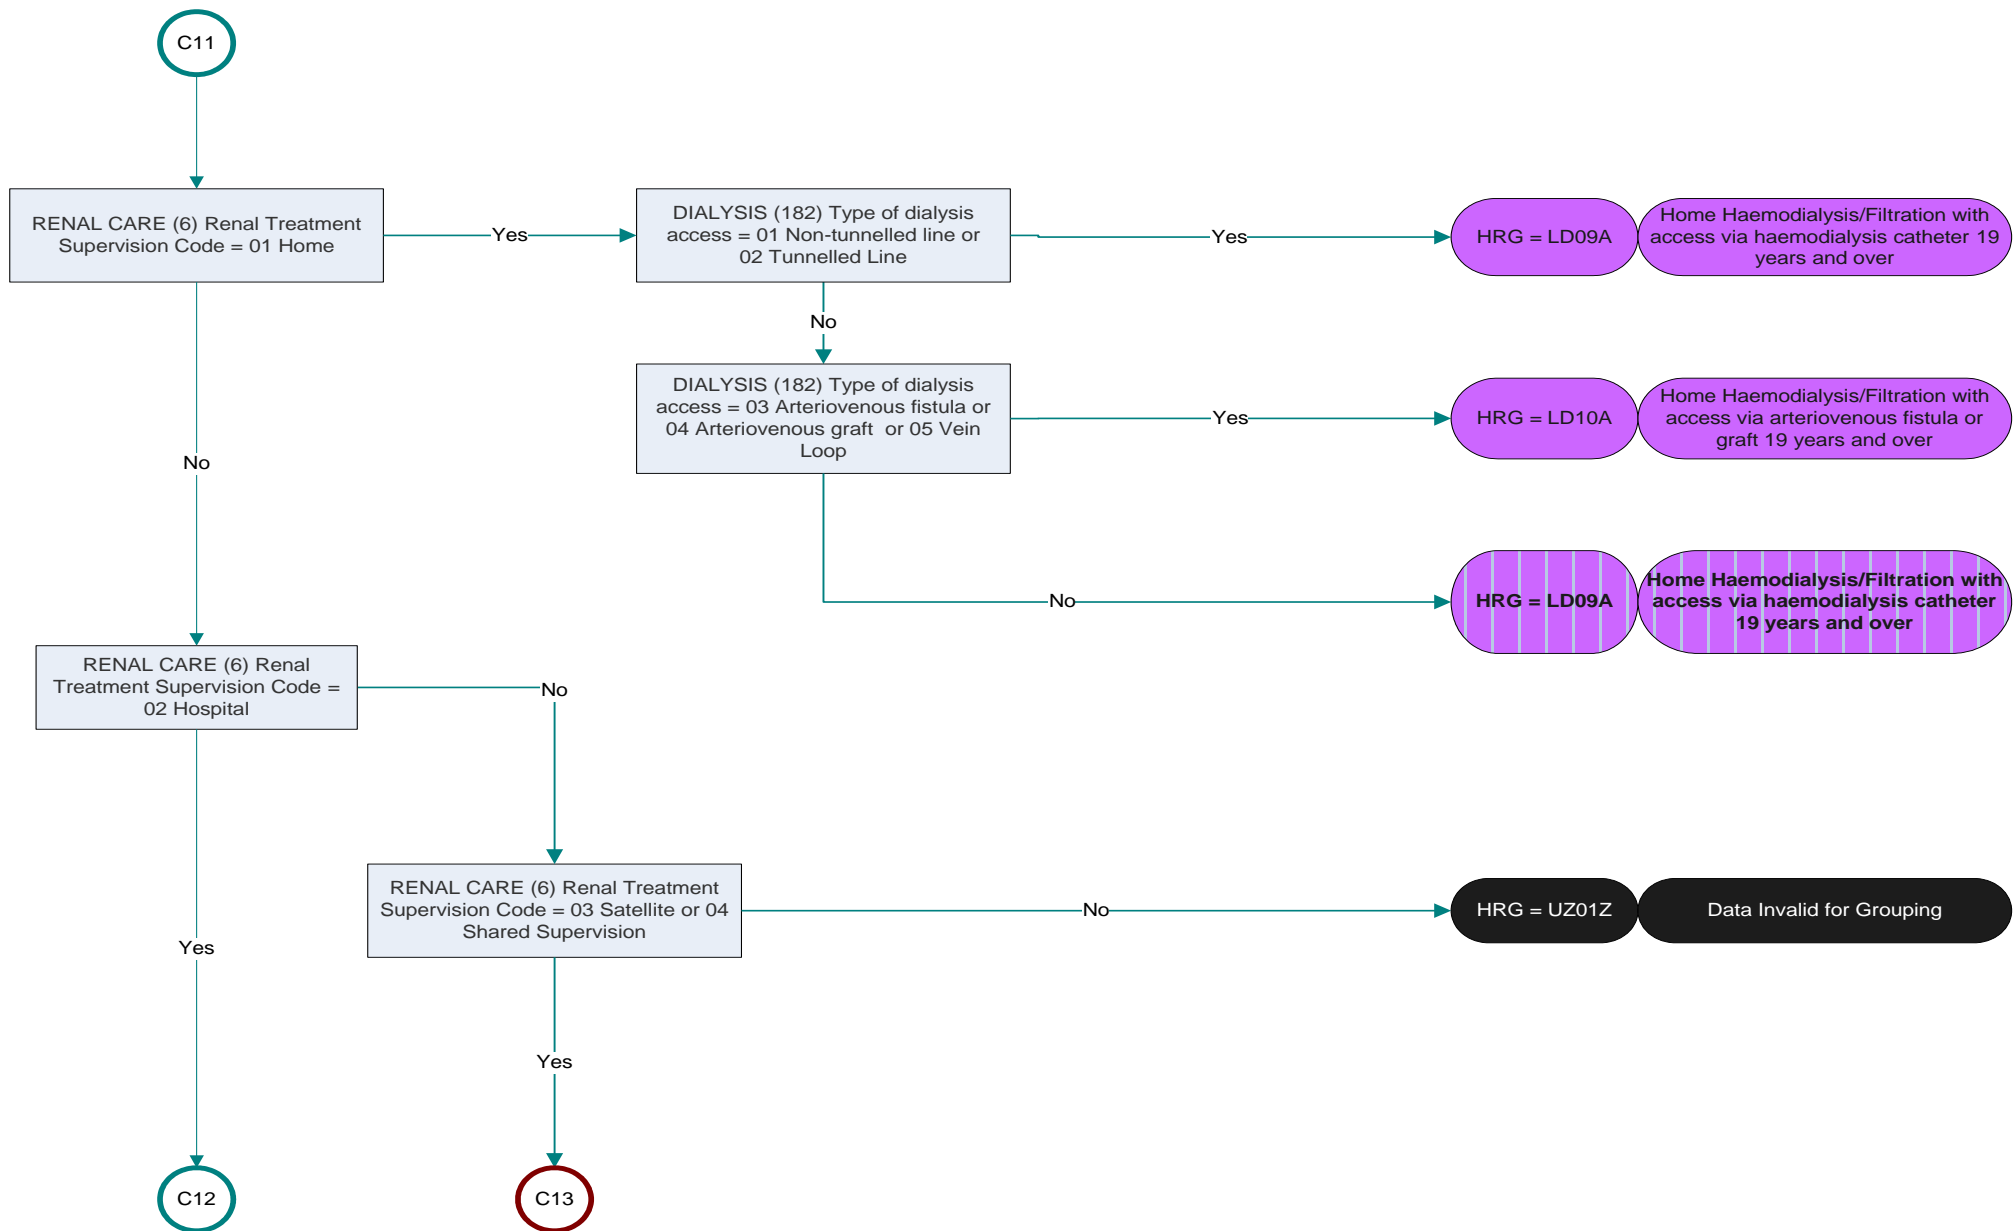 C11
RENAL CARE (6) Renal Treatment
Supervision Code = 01 Home
Yes
DIALYSIS (182) Type of dialysis
access = 01 Non-tunnelled line or
02 Tunnelled Line
Yes
HRG = LD09A
Home Haemodialysis/Filtration with
access via haemodialysis catheter 19
years and over
No
DIALYSIS (182) Type of dialysis
access = 03 Arteriovenous fistula or
04 Arteriovenous graft  or 05 Vein
Loop
Yes
HRG = LD10A
Home Haemodialysis/Filtration with
access via arteriovenous fistula or
graft 19 years and over
No
No
HRG = LD09A
Home Haemodialysis/Filtration with
access via haemodialysis catheter
19 years and over
RENAL CARE (6) Renal
Treatment Supervision Code =
02 Hospital
No
RENAL CARE (6) Renal Treatment
Supervision Code = 03 Satellite or 04
Shared Supervision
No
HRG = UZ01Z
Data Invalid for Grouping
Yes
Yes
C12
C13